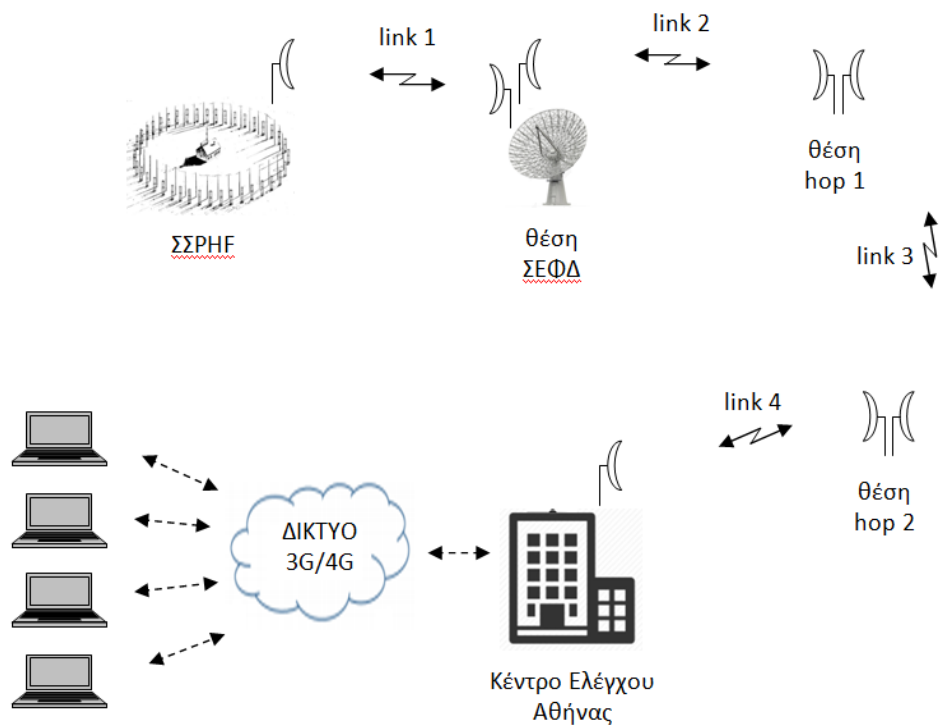 link 1
link 2
ΣΣΡHF
θέση
ΣΕΦΔ
θέση
hop 1
link 3
link 4
θέση
hop 2
ΔΙΚΤΥΟ
3G/4G
Κέντρο Ελέγχου
Αθήνας